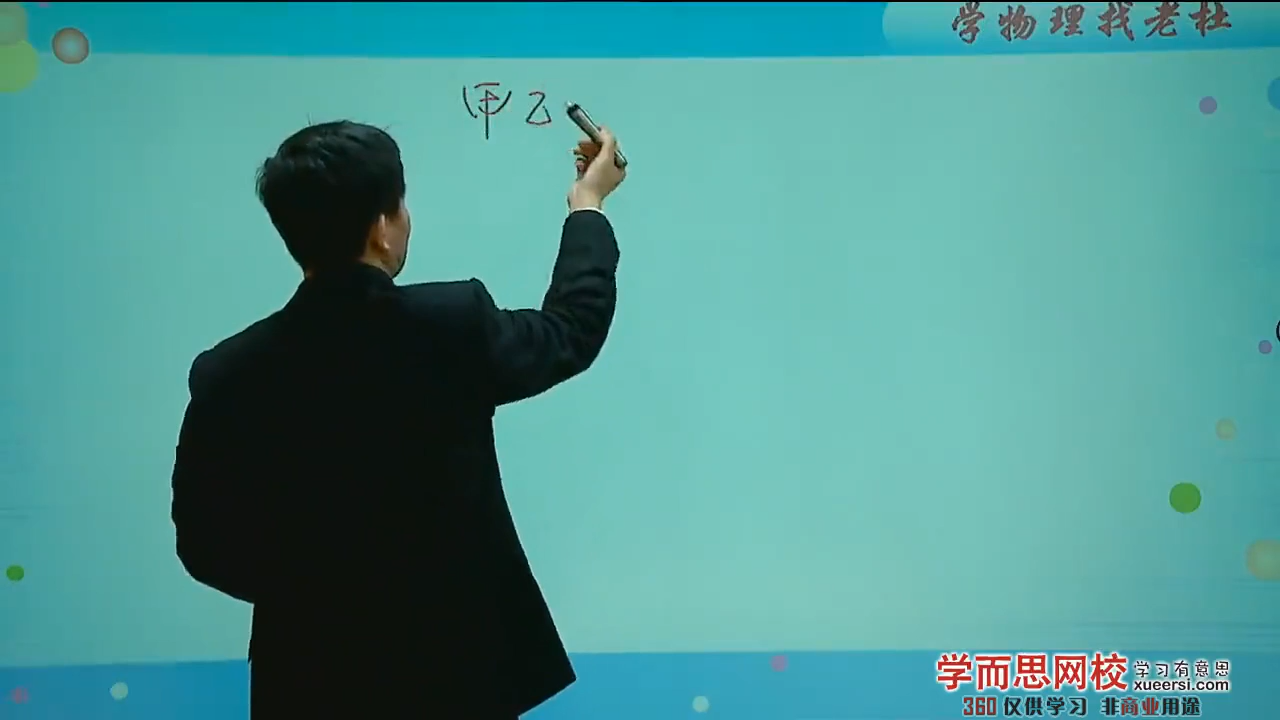 学物理找老杜
甲乙
学而思网校 学习有意思
xueersi.com
360 仅供学习 非商业用途